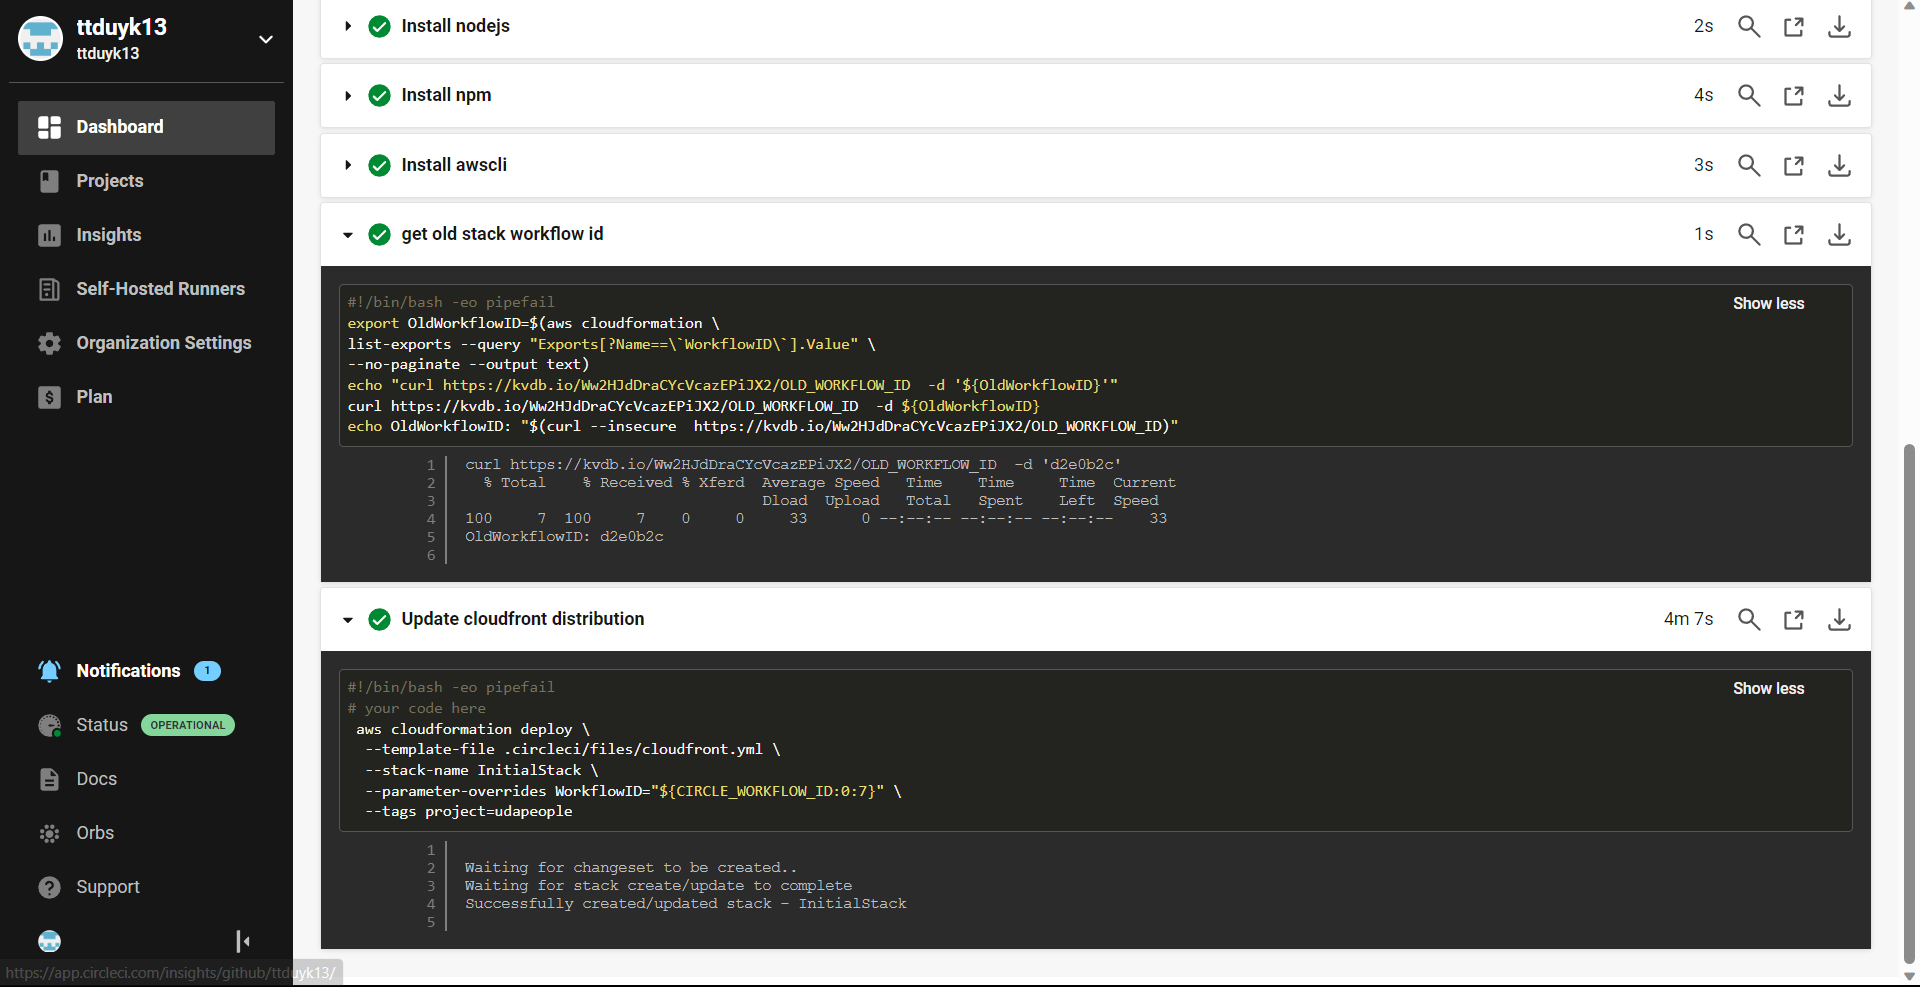 ttduyk13
ttduyk13
Dashboard
Projects
Insights
Self-Hosted Runners
Organization Settings
Plan
Notifications 1
Status OPERATIONAL
Docs
Orbs
Support
https://app.circleci.com/insights/github/ttduyk13/
Install nodejs 2s
Install npm 4s
Install awscli 3s
get old stack workflow id 1s
#!/bin/bash -eo pipefail Show less
export OldWorkflowID=$(aws cloudformation \
list-exports --query "Exports[?Name==\`WorkflowID\`].Value" \
--no-paginate --output text)
echo "curl https://kvdb.io/Ww2HJdDraCYcVcazEPiJX2/OLD_WORKFLOW_ID  -d '${OldWorkflowID}'"
curl https://kvdb.io/Ww2HJdDraCYcVcazEPiJX2/OLD_WORKFLOW_ID  -d ${OldWorkflowID}
echo OldWorkflowID: "$(curl --insecure  https://kvdb.io/Ww2HJdDraCYcVcazEPiJX2/OLD_WORKFLOW_ID)"
1 curl https://kvdb.io/Ww2HJdDraCYcVcazEPiJX2/OLD_WORKFLOW_ID  -d 'd2e0b2c'
2   % Total    % Received % Xferd  Average Speed   Time    Time     Time  Current
3                                  Dload  Upload   Total   Spent    Left  Speed
4 100     7  100     7    0     0     33      0 --:--:-- --:--:-- --:--:--    33
5 OldWorkflowID: d2e0b2c
6
Update cloudfront distribution 4m 7s
#!/bin/bash -eo pipefail Show less
# your code here
aws cloudformation deploy \
--template-file .circleci/files/cloudfront.yml \
--stack-name InitialStack \
--parameter-overrides WorkflowID="${CIRCLE_WORKFLOW_ID:0:7}" \
--tags project=udapeople
1
2 Waiting for changeset to be created..
3 Waiting for stack create/update to complete
4 Successfully created/updated stack - InitialStack
5